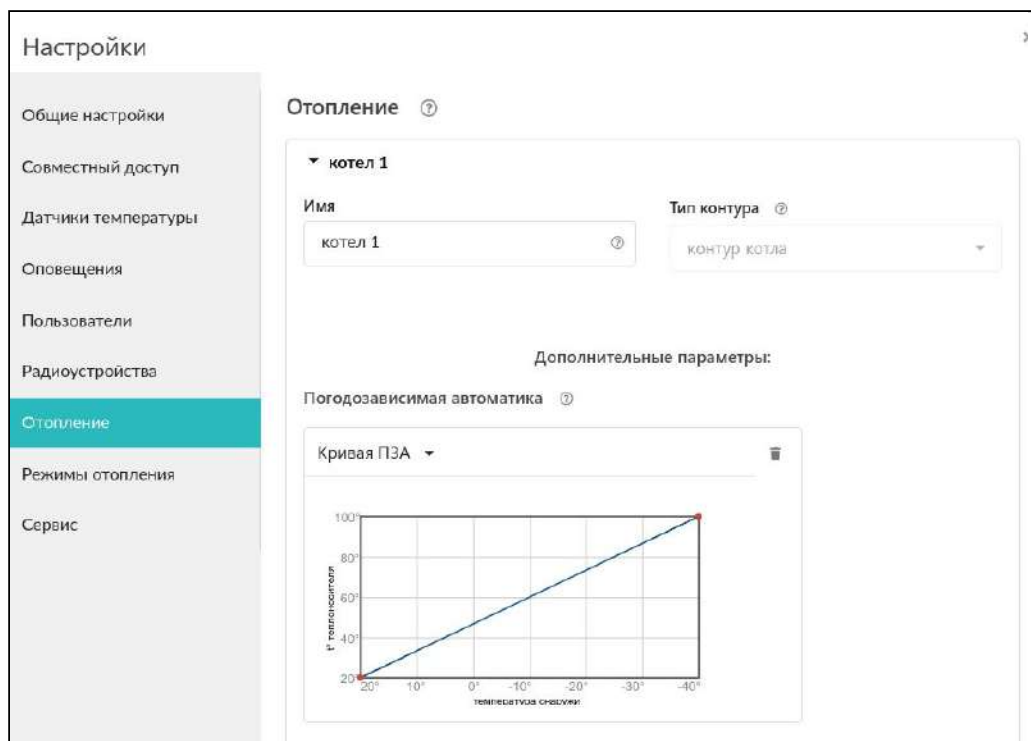 Настройки
Общие настройки
Совместный доступ
Датчики температуры
Оповещения
Пользователи
Радиоустройства
Отопление
Режимы отопления
Сервис
Отопление ?
котел 1
Имя
котел 1 ?
Тип контура ?
контур котла
Дополнительные параметры:
Погодозависимая автоматика ?
Кривая ПЗА
t° теплоносителя
100°
80°
60°
40°
20°
20° 10° 0° -10° -20° -30° -40°
температура снаружи